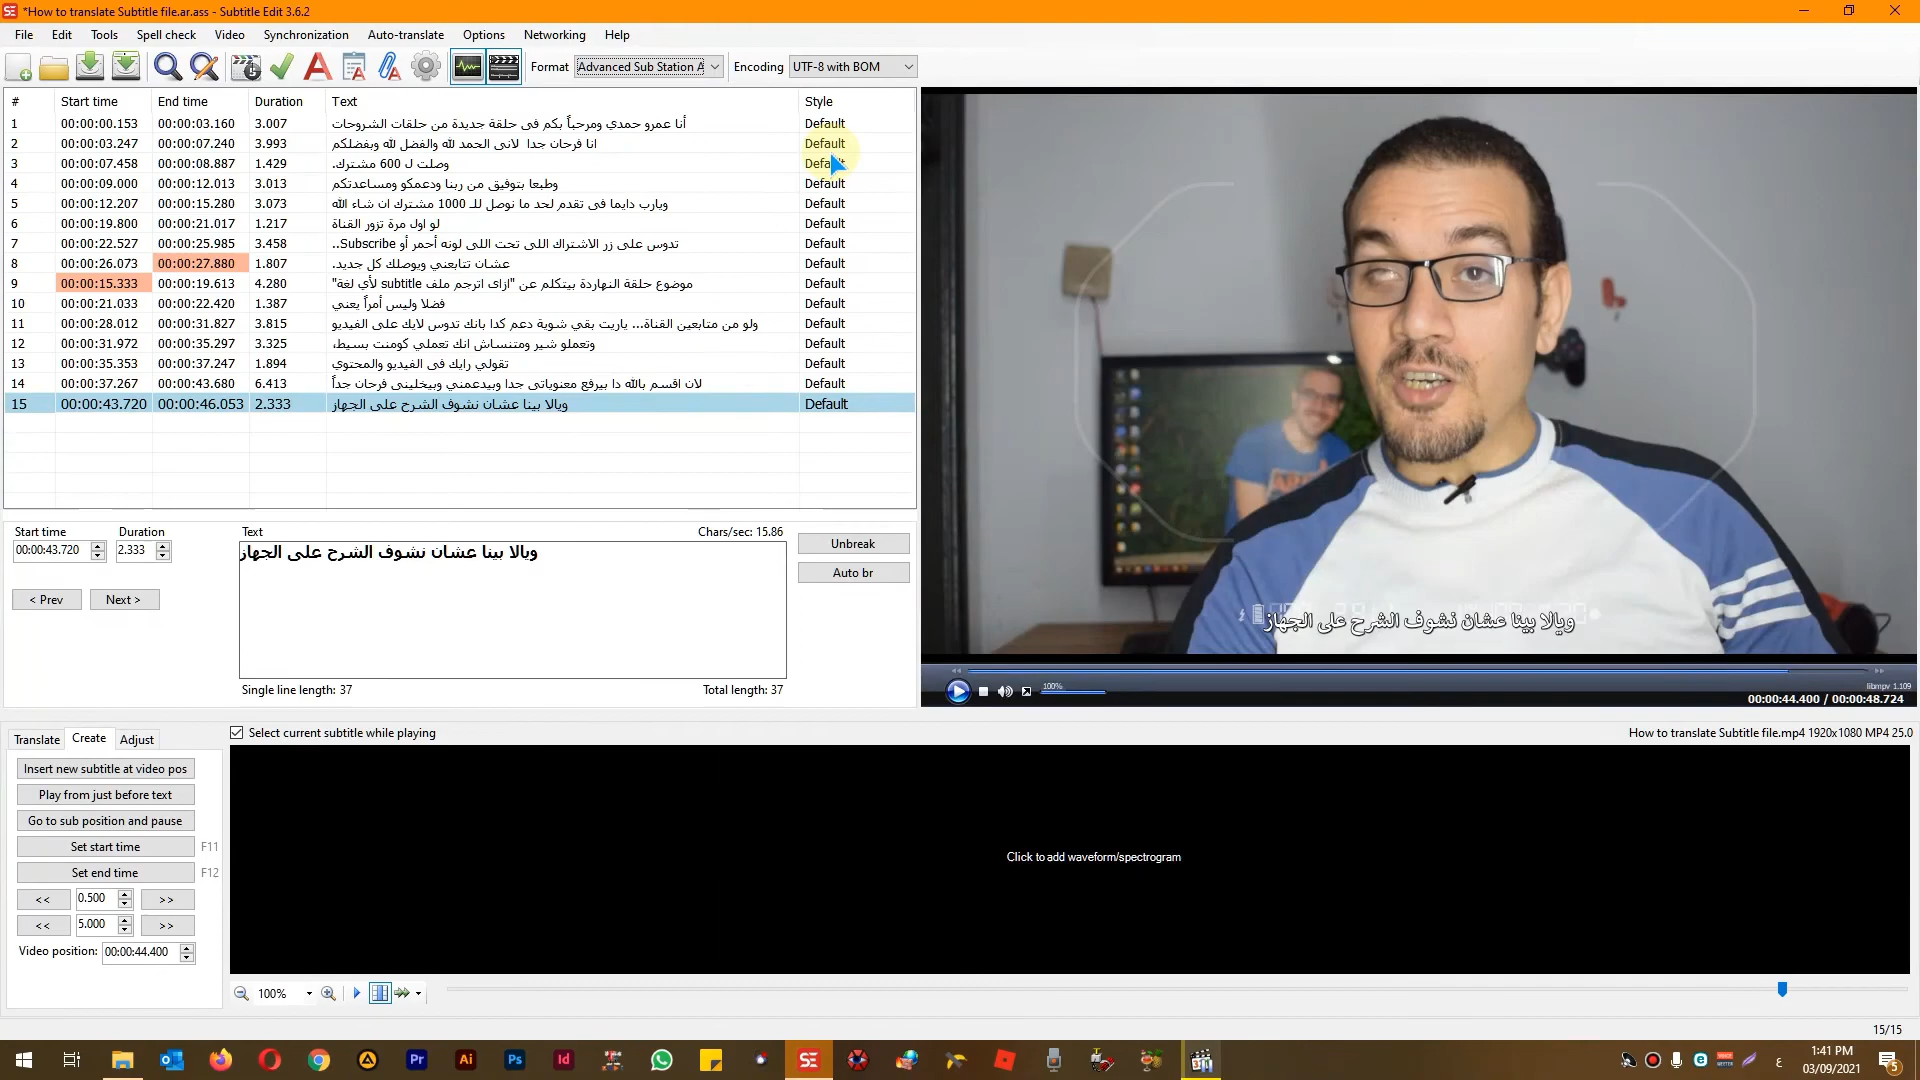 *How to translate Subtitle file.ar.ass - Subtitle Edit 3.6.2
File Edit Tools Spell check Video Synchronization Auto-translate Options Networking Help
Format Advanced Sub Station A Encoding UTF-8 with BOM
# Start time End time Duration Text Style
1 00:00:00.153 00:00:03.160 3.007 أنا عمرو حمدي ومرحباً بكم فى حلقة جديدة من حلقات الشروحات Default
2 00:00:03.247 00:00:07.240 3.993 انا فرحان جدا لانى الحمد لله والفضل لله وبفضلكم Default
3 00:00:07.458 00:00:08.887 1.429 وصلت ل 600 مشترك. Default
4 00:00:09.000 00:00:12.013 3.013 وطبعا بتوفيق من ربنا ودعمكو ومساعدتكم Default
5 00:00:12.207 00:00:15.280 3.073 ويارب دايما فى تقدم لحد ما نوصل للـ 1000 مشترك ان شاء الله Default
6 00:00:19.800 00:00:21.017 1.217 لو اول مرة تزور القناة Default
7 00:00:22.527 00:00:25.985 3.458 تدوس على زر الاشتراك اللى تحت اللى لونه أحمر أو Subscribe.. Default
8 00:00:26.073 00:00:27.880 1.807 عشان تتابعني ويوصلك كل جديد. Default
9 00:00:15.333 00:00:19.613 4.280 موضوع حلقة النهاردة بيتكلم عن "ازاى اترجم ملف subtitle لأي لغة" Default
10 00:00:21.033 00:00:22.420 1.387 فضلا وليس أمراً يعني Default
11 00:00:28.012 00:00:31.827 3.815 ولو من متابعين القناة... ياريت بقي شوية دعم كدا بانك تدوس لايك على الفيديو Default
12 00:00:31.972 00:00:35.297 3.325 وتعملو شير ومتنساش انك تعملي كومنت بسيط، Default
13 00:00:35.353 00:00:37.247 1.894 تقولي رايك فى الفيديو والمحتوي Default
14 00:00:37.267 00:00:43.680 6.413 لان اقسم بالله دا بيرفع معنوياتى جدا وبيدعمني وبيخلينى فرحان جداً Default
15 00:00:43.720 00:00:46.053 2.333 ويالا بينا عشان نشوف الشرح على الجهاز Default
Start time Duration Text Chars/sec: 15.86
00:00:43.720 2.333
ويالا بينا عشان نشوف الشرح على الجهاز
Unbreak
Auto br
< Prev Next >
Single line length: 37 Total length: 37
ويالا بينا عشان نشوف الشرح على الجهاز
100%
libmpv 1.109
00:00:44.400 / 00:00:48.724
Translate Create Adjust
Select current subtitle while playing
How to translate Subtitle file.mp4 1920x1080 MP4 25.0
Insert new subtitle at video pos
Play from just before text
Go to sub position and pause
Set start time F11
Set end time F12
<< 0.500 >>
<< 5.000 >>
Video position: 00:00:44.400
Click to add waveform/spectrogram
100%
15/15
SE
Pr
Ai
Ps
Id
ع
1:41 PM
03/09/2021
5